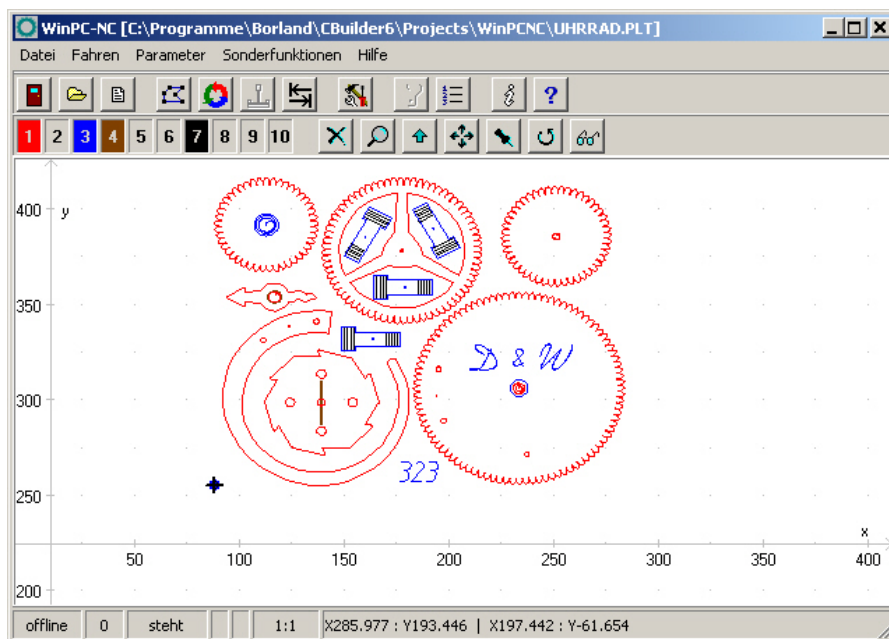 WinPC-NC [C:\Programme\Borland\CBuilder6\Projects\WinPCNC\UHRRAD.PLT]
Datei Fahren Parameter Sonderfunktionen Hilfe
1 2 3 4 5 6 7 8 9 10
400
y
350
D & W
300
323
250
x
50 100 150 200 250 300 350 400
200
offline 0 steht 1:1 X285.977 : Y193.446 | X197.442 : Y-61.654